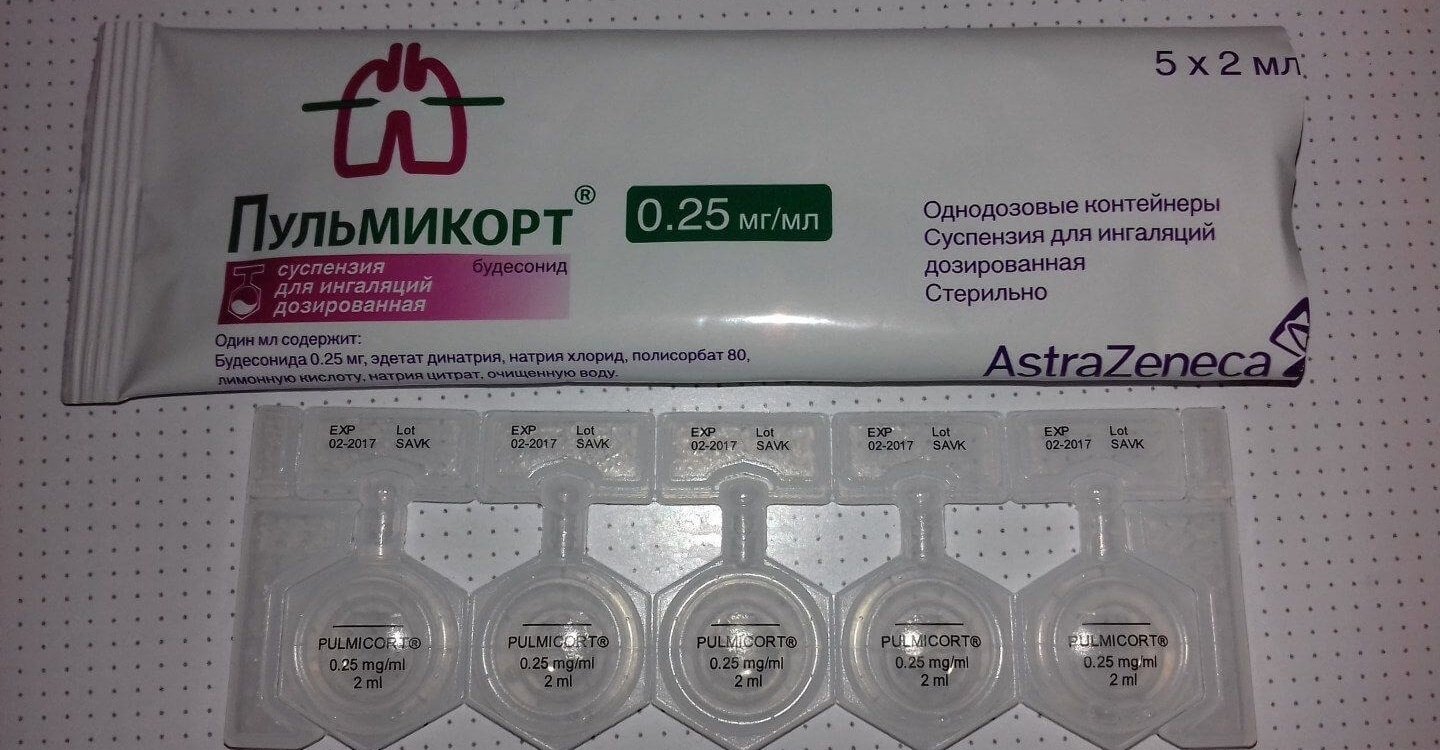 5 x 2 мл
Пульмикорт®
0.25 мг/мл
суспензия
для ингаляций
дозированная
будесонид
Однодозовые контейнеры
Суспензия для ингаляций
дозированная
Стерильно
Один мл содержит:
Будесонида 0.25 мг, эдетат динатрия, натрия хлорид, полисорбат 80,
лимонную кислоту, натрия цитрат, очищенную воду.
AstraZeneca
EXP Lot
02-2017 SAVK
EXP Lot
02-2017 SAVK
EXP Lot
02-2017 SAVK
EXP Lot
02-2017 SAVK
EXP Lot
02-2017 SAVK
PULMICORT®
0.25 mg/ml
2 ml
PULMICORT®
0.25 mg/ml
2 ml
PULMICORT®
0.25 mg/ml
2 ml
PULMICORT®
0.25 mg/ml
2 ml
PULMICORT®
0.25 mg/ml
2 ml